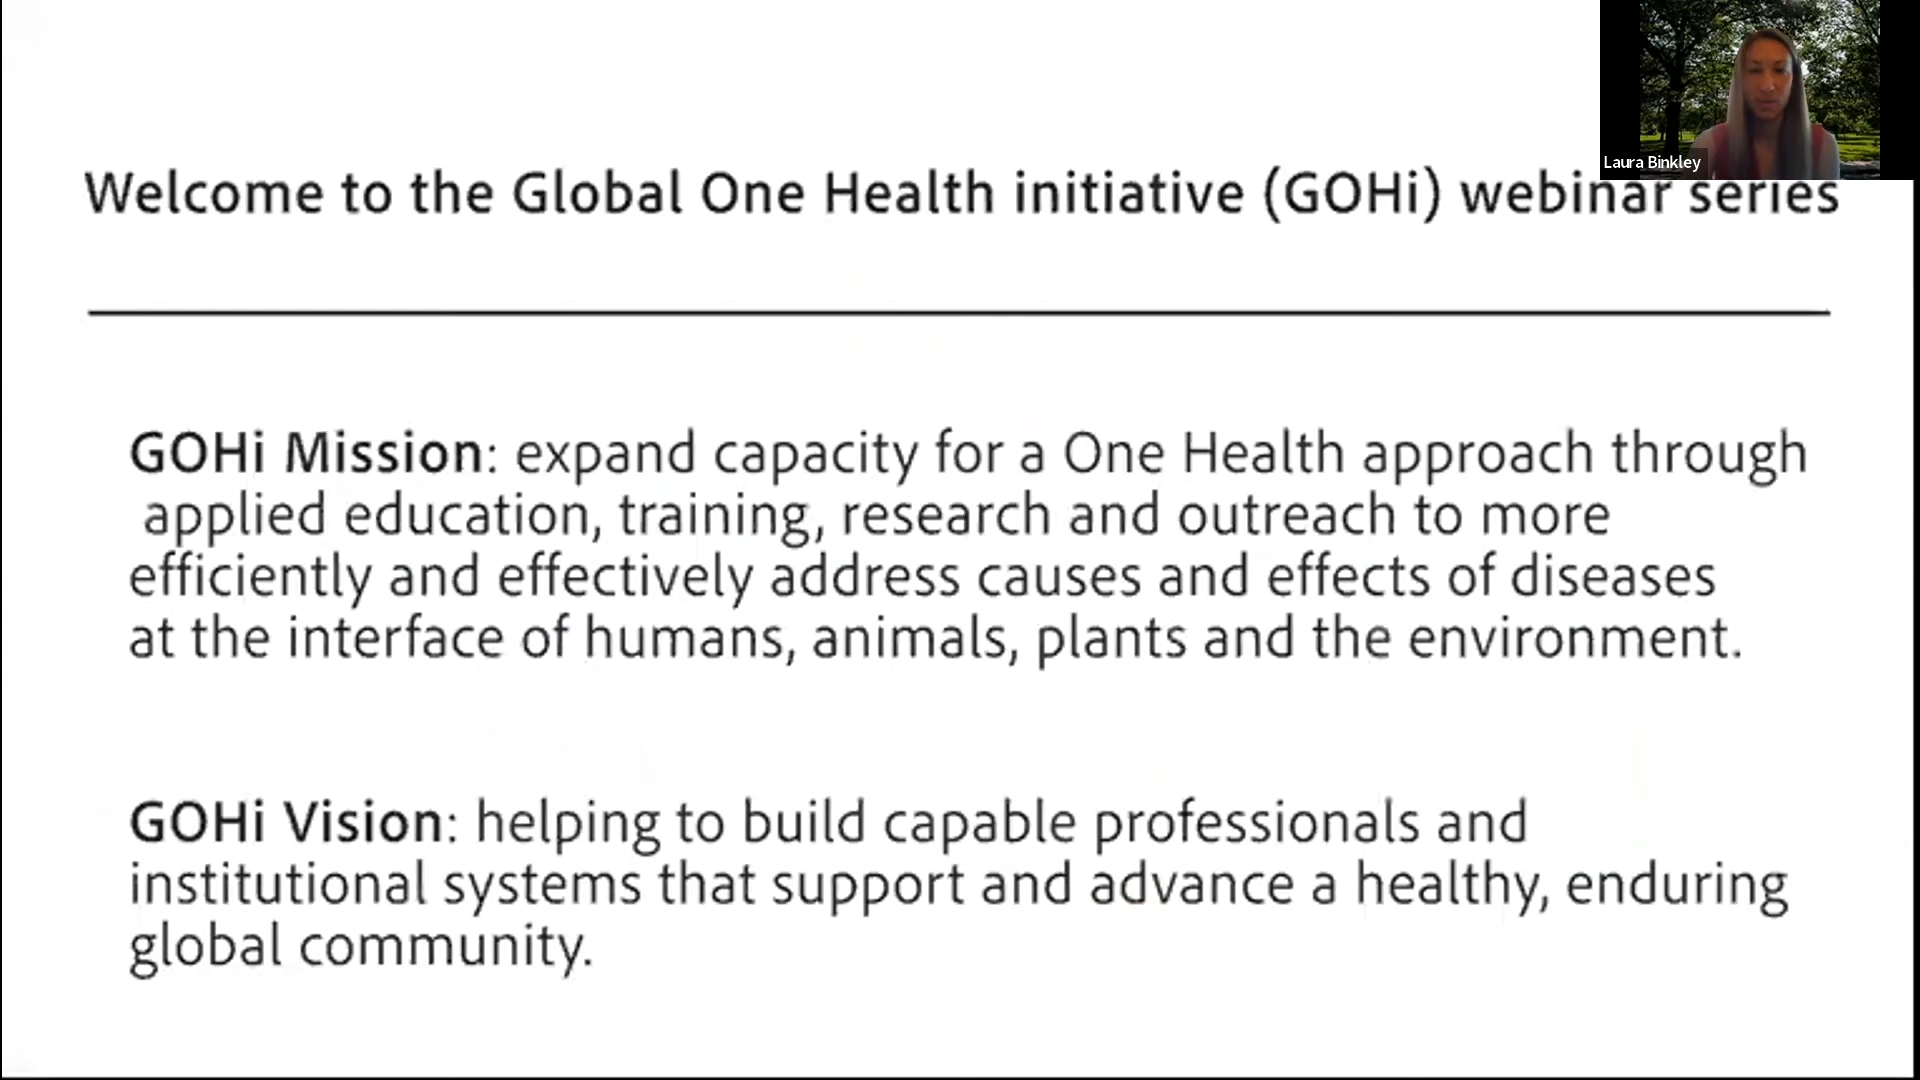 Laura Binkley
Welcome to the Global One Health initiative (GOHi) webinar series
GOHi Mission: expand capacity for a One Health approach through
applied education, training, research and outreach to more
efficiently and effectively address causes and effects of diseases
at the interface of humans, animals, plants and the environment.
GOHi Vision: helping to build capable professionals and
institutional systems that support and advance a healthy, enduring
global community.